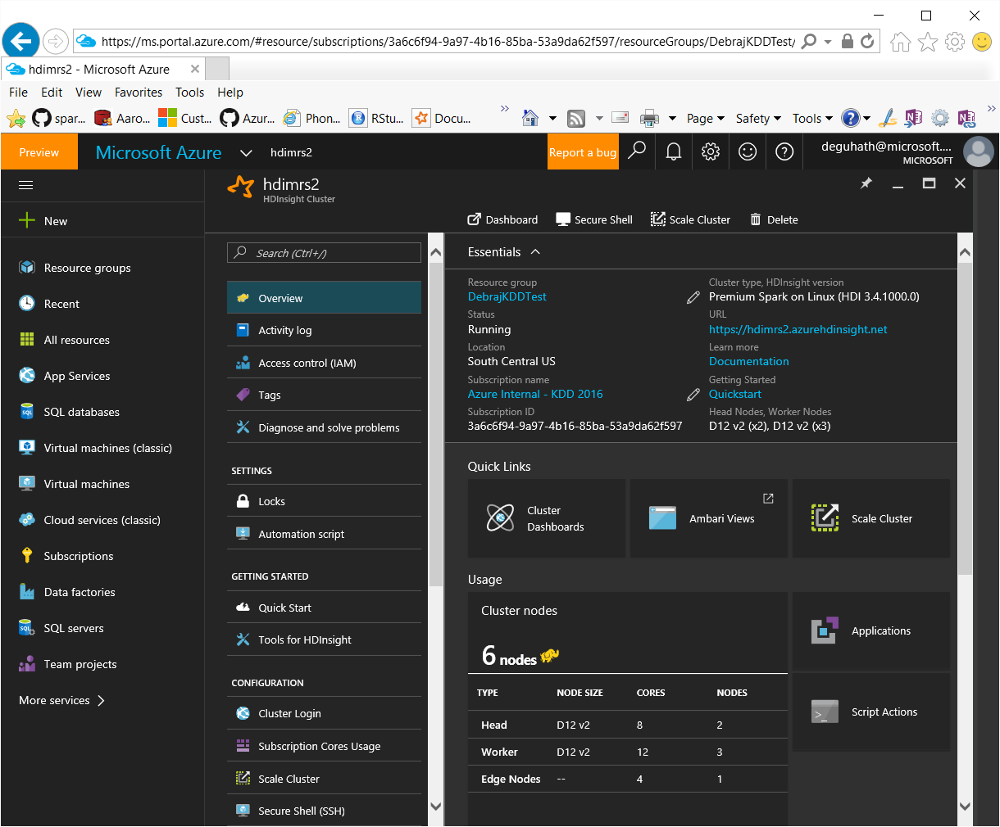 https://ms.portal.azure.com/#resource/subscriptions/3a6c6f94-9a97-4b16-85ba-53a9da62f597/resourceGroups/DebrajKDDTest/
hdimrs2 - Microsoft Azure
File Edit View Favorites Tools Help
spar... Aaro... Cust... Azur... Phon... RStu... Docu... Page Safety Tools
Preview Microsoft Azure hdimrs2 Report a bug deguhath@microsoft....
MICROSOFT
hdimrs2
HDInsight Cluster
Dashboard Secure Shell Scale Cluster Delete
New
Resource groups
Recent
All resources
App Services
SQL databases
Virtual machines (classic)
Virtual machines
Cloud services (classic)
Subscriptions
Data factories
SQL servers
Team projects
More services
Search (Ctrl+/)
Overview
Activity log
Access control (IAM)
Tags
Diagnose and solve problems
SETTINGS
Locks
Automation script
GETTING STARTED
Quick Start
Tools for HDInsight
CONFIGURATION
Cluster Login
Subscription Cores Usage
Scale Cluster
Secure Shell (SSH)
Essentials
Resource group
DebrajKDDTest
Status
Running
Location
South Central US
Subscription name
Azure Internal - KDD 2016
Subscription ID
3a6c6f94-9a97-4b16-85ba-53a9da62f597
Cluster type, HDInsight version
Premium Spark on Linux (HDI 3.4.1000.0)
URL
https://hdimrs2.azurehdinsight.net
Learn more
Documentation
Getting Started
Quickstart
Head Nodes, Worker Nodes
D12 v2 (x2), D12 v2 (x3)
Quick Links
Cluster
Dashboards
Ambari Views
Scale Cluster
Usage
Cluster nodes
6 nodes
TYPE NODE SIZE CORES NODES
Head D12 v2 8 2
Worker D12 v2 12 3
Edge Nodes -- 4 1
Applications
Script Actions